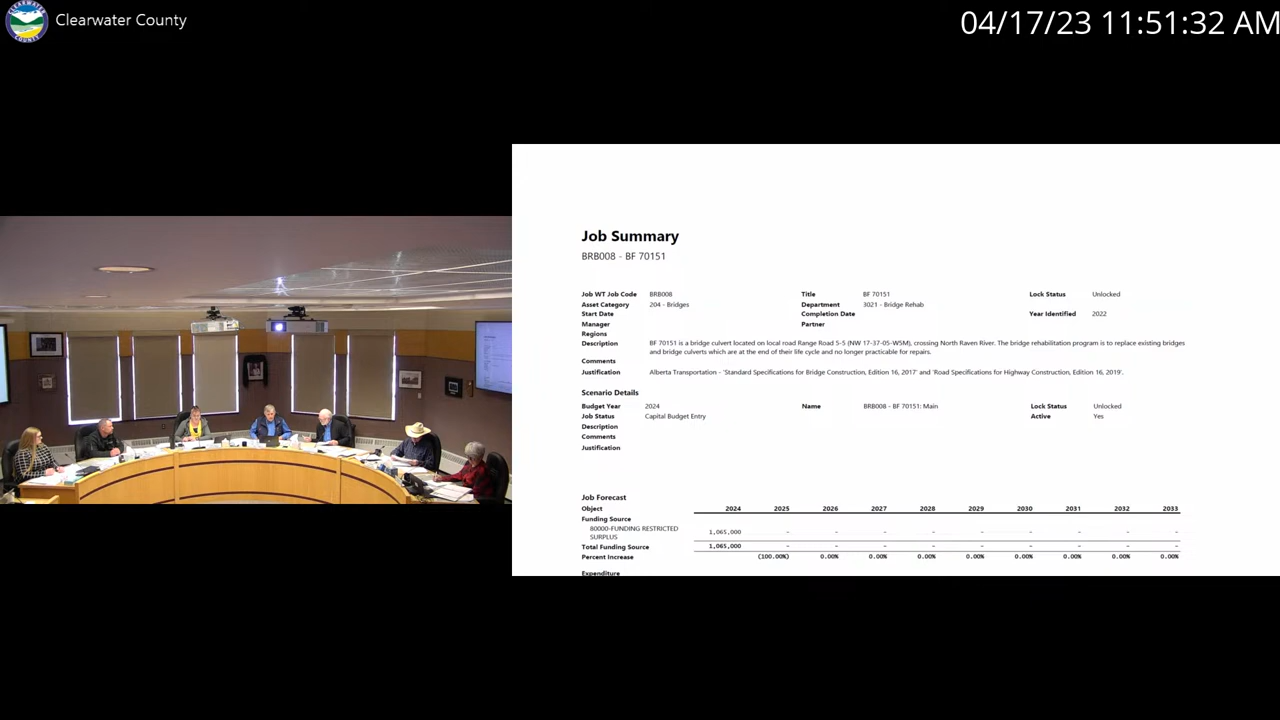 Clearwater County
04/17/23 11:51:32 AM
Job Summary
BRB008 - BF 70151
Job WT Job Code BRB008 Title BF 70151 Lock Status Unlocked
Asset Category 204 - Bridges Department 3021 - Bridge Rehab
Start Date Completion Date Year Identified 2022
Manager Partner
Regions
Description BF 70151 is a bridge culvert located on local road Range Road 5-5 (NW 17-37-05-W5M), crossing North Raven River. The bridge rehabilitation program is to replace existing bridges
and bridge culverts which are at the end of their life cycle and no longer practicable for repairs.
Comments
Justification Alberta Transportation - 'Standard Specifications for Bridge Construction, Edition 16, 2017' and 'Road Specifications for Highway Construction, Edition 16, 2019'.
Scenario Details
Budget Year 2024 Name BRB008 - BF 70151: Main Lock Status Unlocked
Job Status Capital Budget Entry Active Yes
Description
Comments
Justification
Job Forecast
Object 2024 2025 2026 2027 2028 2029 2030 2031 2032 2033
Funding Source
80000-FUNDING RESTRICTED
SURPLUS 1,065,000 - - - - - - - - -
Total Funding Source 1,065,000 - - - - - - - - -
Percent Increase (100.00%) 0.00% 0.00% 0.00% 0.00% 0.00% 0.00% 0.00% 0.00%
Expenditure